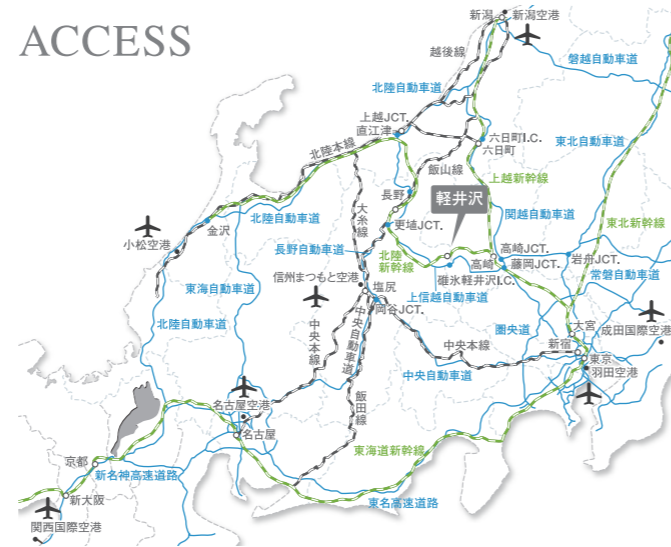 ACCESS
新潟
新潟空港
越後線
磐越自動車道
北陸自動車道
上越JCT.
直江津
六日町I.C.
六日町
東北自動車道
北陸本線
飯山線
上越新幹線
長野
軽井沢
大糸線
関越自動車道
東北新幹線
北陸自動車道
金沢
更埴JCT.
小松空港
長野自動車道
北陸
新幹線
高崎JCT.
高崎
藤岡JCT.
岩舟JCT.
常磐自動車道
碓氷軽井沢I.C.
信州まつもと空港
塩尻
上信越自動車道
東海自動車道
岡谷JCT.
北陸自動車道
中央本線
中央自動車道
圏央道
大宮
成田国際空港
新宿
中央本線
東京
羽田空港
中央自動車道
飯田線
名古屋空港
名古屋
東海道新幹線
京都
新名神高速道路
新大阪
東名高速道路
関西国際空港